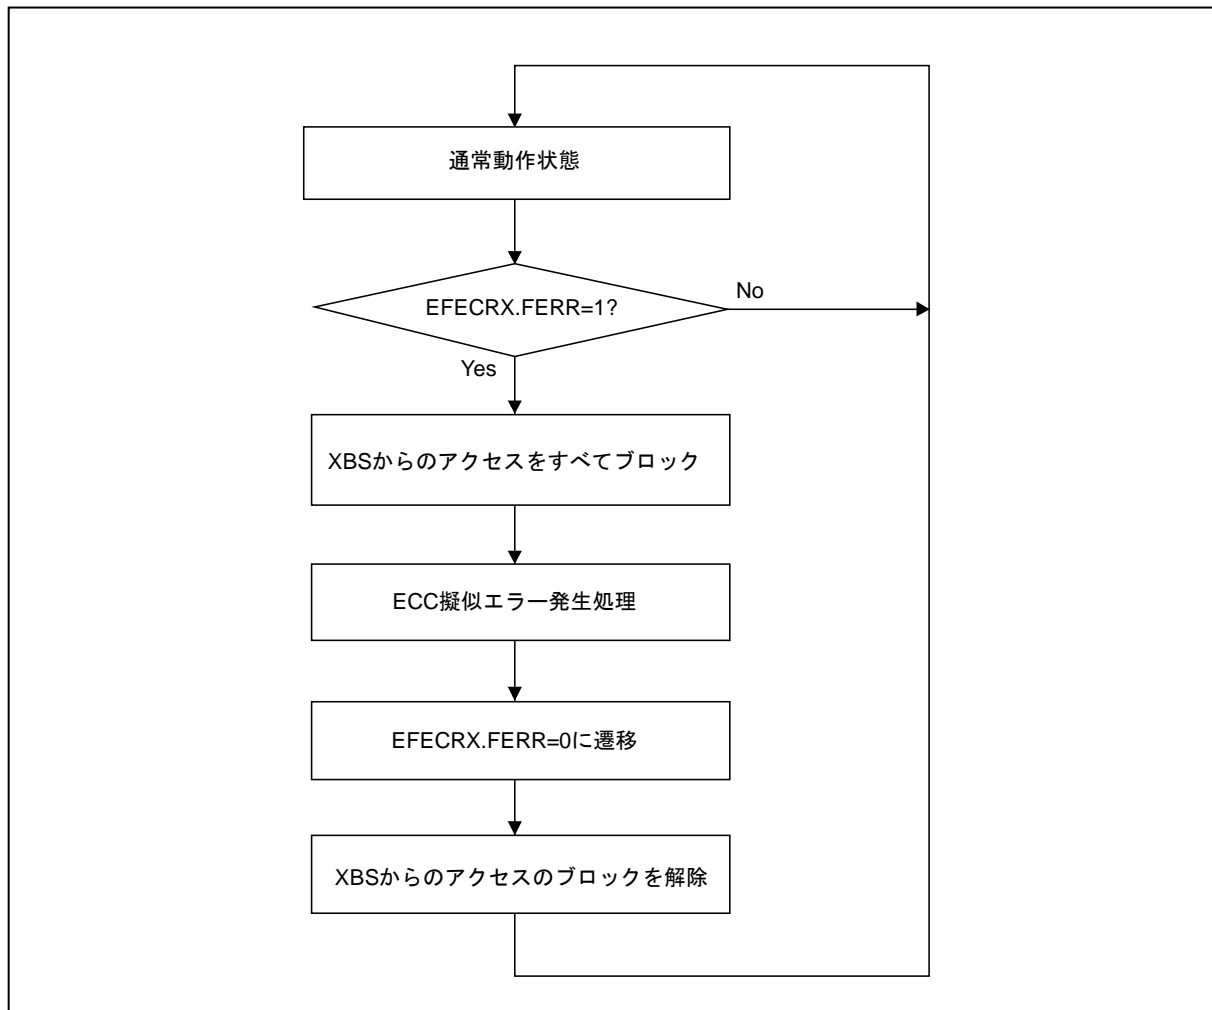 通常動作状態
EFECRX.FERR=1?
No
Yes
XBSからのアクセスをすべてブロック
ECC擬似エラー発生処理
EFECRX.FERR=0に遷移
XBSからのアクセスのブロックを解除